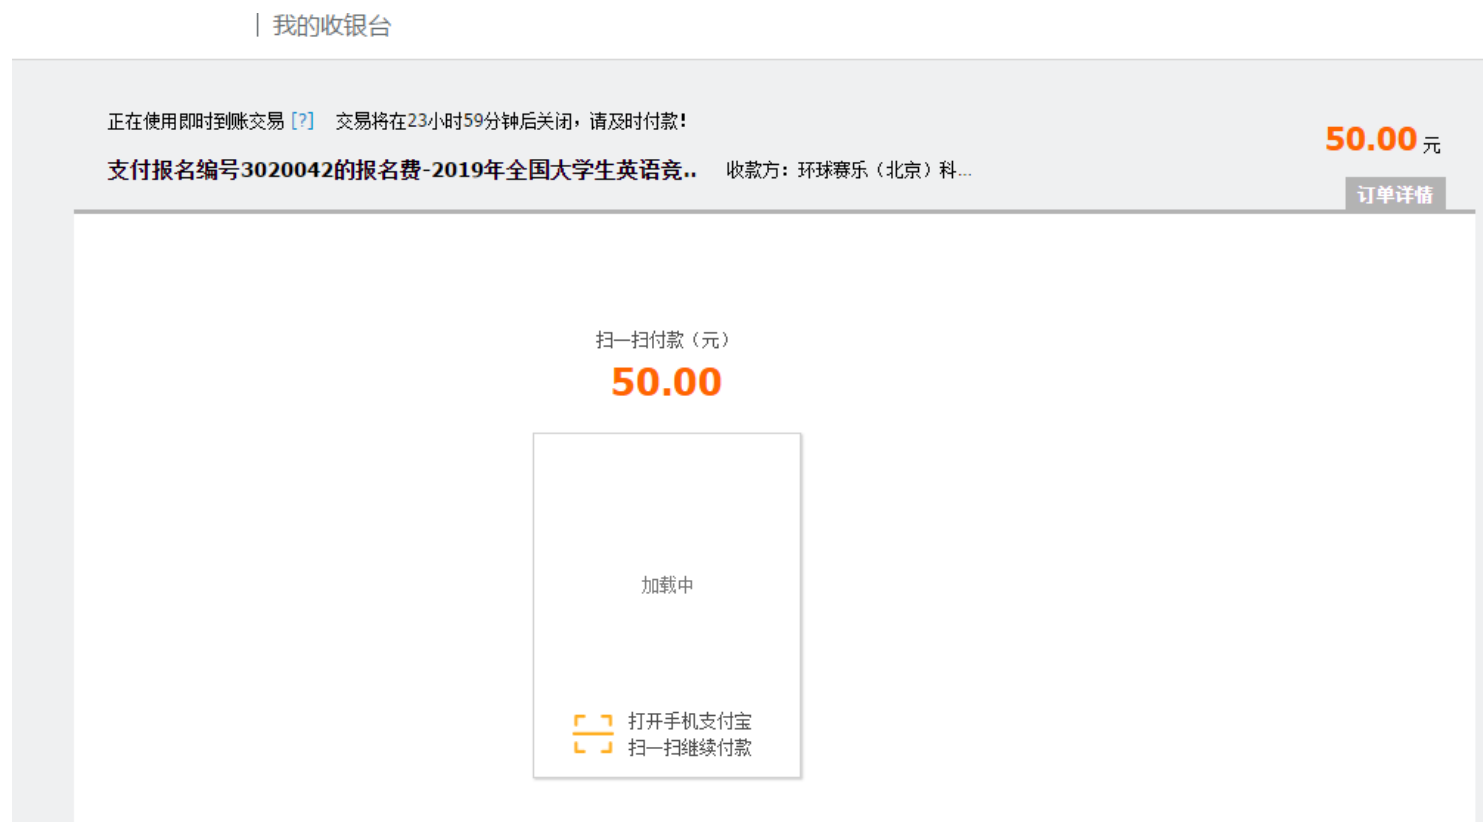 | 我的收银台
正在使用即时到账交易 [?] 交易将在23小时59分钟后关闭，请及时付款！
50.00 元
支付报名编号3020042的报名费-2019年全国大学生英语竞.. 收款方：环球赛乐（北京）科...
订单详情
扫一扫付款（元）
50.00
加载中
打开手机支付宝
扫一扫继续付款